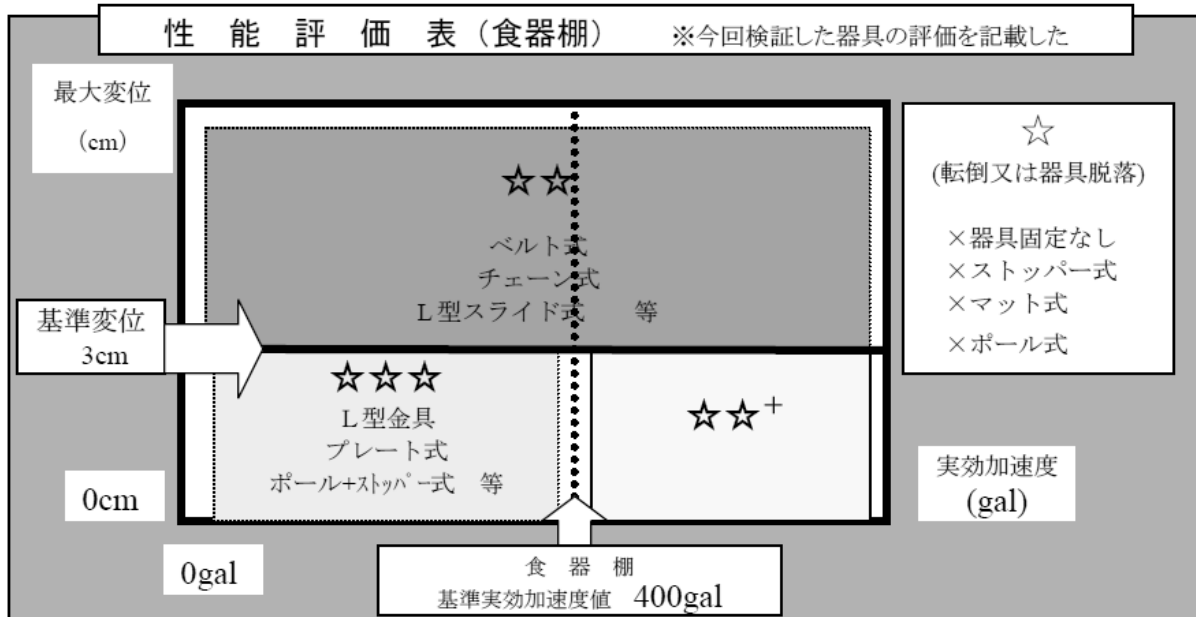 性 能 評 価 表（食器棚） ※今回検証した器具の評価を記載した
最大変位
(cm)
☆☆
ベルト式
チェーン式
Ｌ型スライド式 等
☆
(転倒又は器具脱落)
×器具固定なし
×ストッパー式
×マット式
×ポール式
基準変位
3cm
☆☆☆
Ｌ型金具
プレート式
ポール+ｽﾄｯﾊﾟｰ式 等
☆☆+
0cm
実効加速度
(gal)
0gal
食 器 棚
基準実効加速度値 400gal